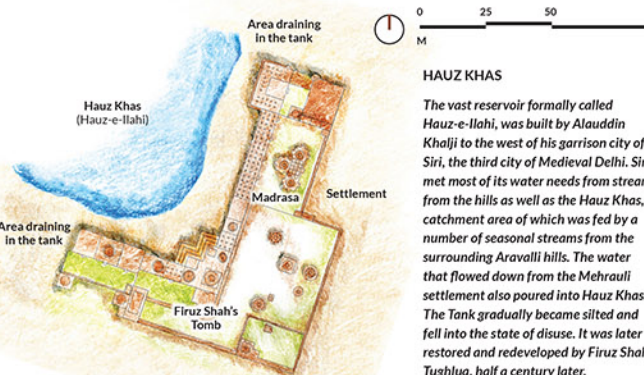 Area draining
in the tank
0 25 50
M
Hauz Khas
(Hauz-e-Ilahi)
Madrasa
Settlement
Area draining
in the tank
Firuz Shah's
Tomb
HAUZ KHAS
The vast reservoir formally called
Hauz-e-Ilahi, was built by Alauddin
Khalji to the west of his garrison city of
Siri, the third city of Medieval Delhi.
met most of its water needs from
from the hills as well as the Hauz Khas,
catchment area of which was fed by a
number of seasonal streams from the
surrounding Aravalli hills. The water
that flowed down from the Mehrauli
settlement also poured into Hauz Khas
The Tank gradually became silted and
fell into the state of disuse. It was later
restored and redeveloped by Firuz
Tughluq, half a century later.